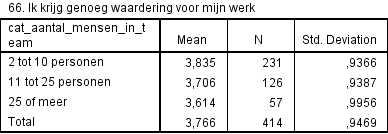 66. Ik krijg genoeg waardering voor mijn werk
cat_aantal_mensen_in_t
eam Mean N Std. Deviation
2 tot 10 personen 3,835 231 ,9366
11 tot 25 personen 3,706 126 ,9387
25 of meer 3,614 57 ,9956
Total 3,766 414 ,9469